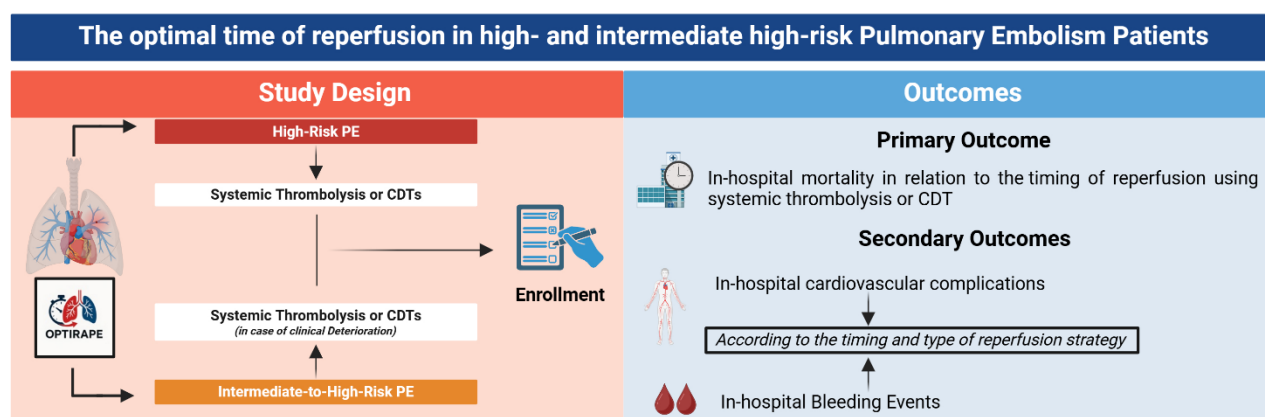 The optimal time of reperfusion in high- and intermediate high-risk Pulmonary Embolism Patients
Study Design
High-Risk PE
Systemic Thrombolysis or CDTs
Enrollment
OPTIRAPE
Systemic Thrombolysis or CDTs
(in case of clinical Deterioration)
Intermediate-to-High-Risk PE
Outcomes
Primary Outcome
In-hospital mortality in relation to the timing of reperfusion using
systemic thrombolysis or CDT
Secondary Outcomes
In-hospital cardiovascular complications
According to the timing and type of reperfusion strategy
In-hospital Bleeding Events